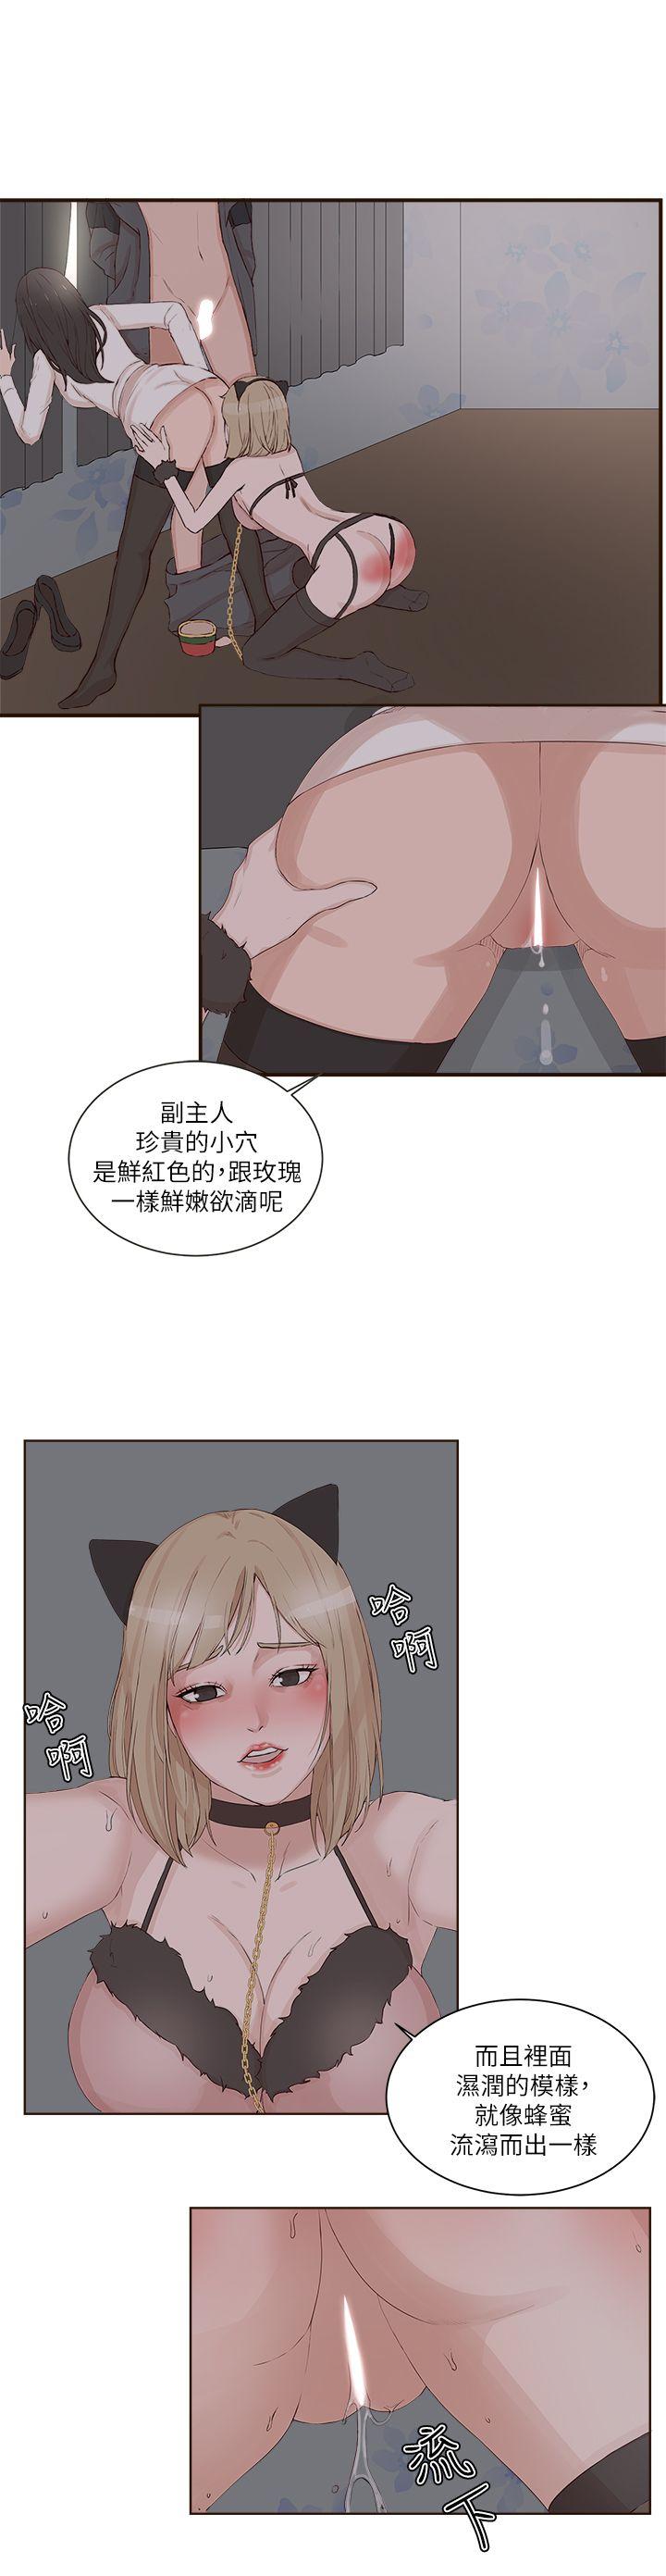 副主人
珍貴的小穴
是鮮紅色的，跟玫瑰
一樣鮮嫩欲滴呢
哈啊
哈啊
而且裡面
濕潤的模樣，
就像蜂蜜
流瀉而出一樣
流下